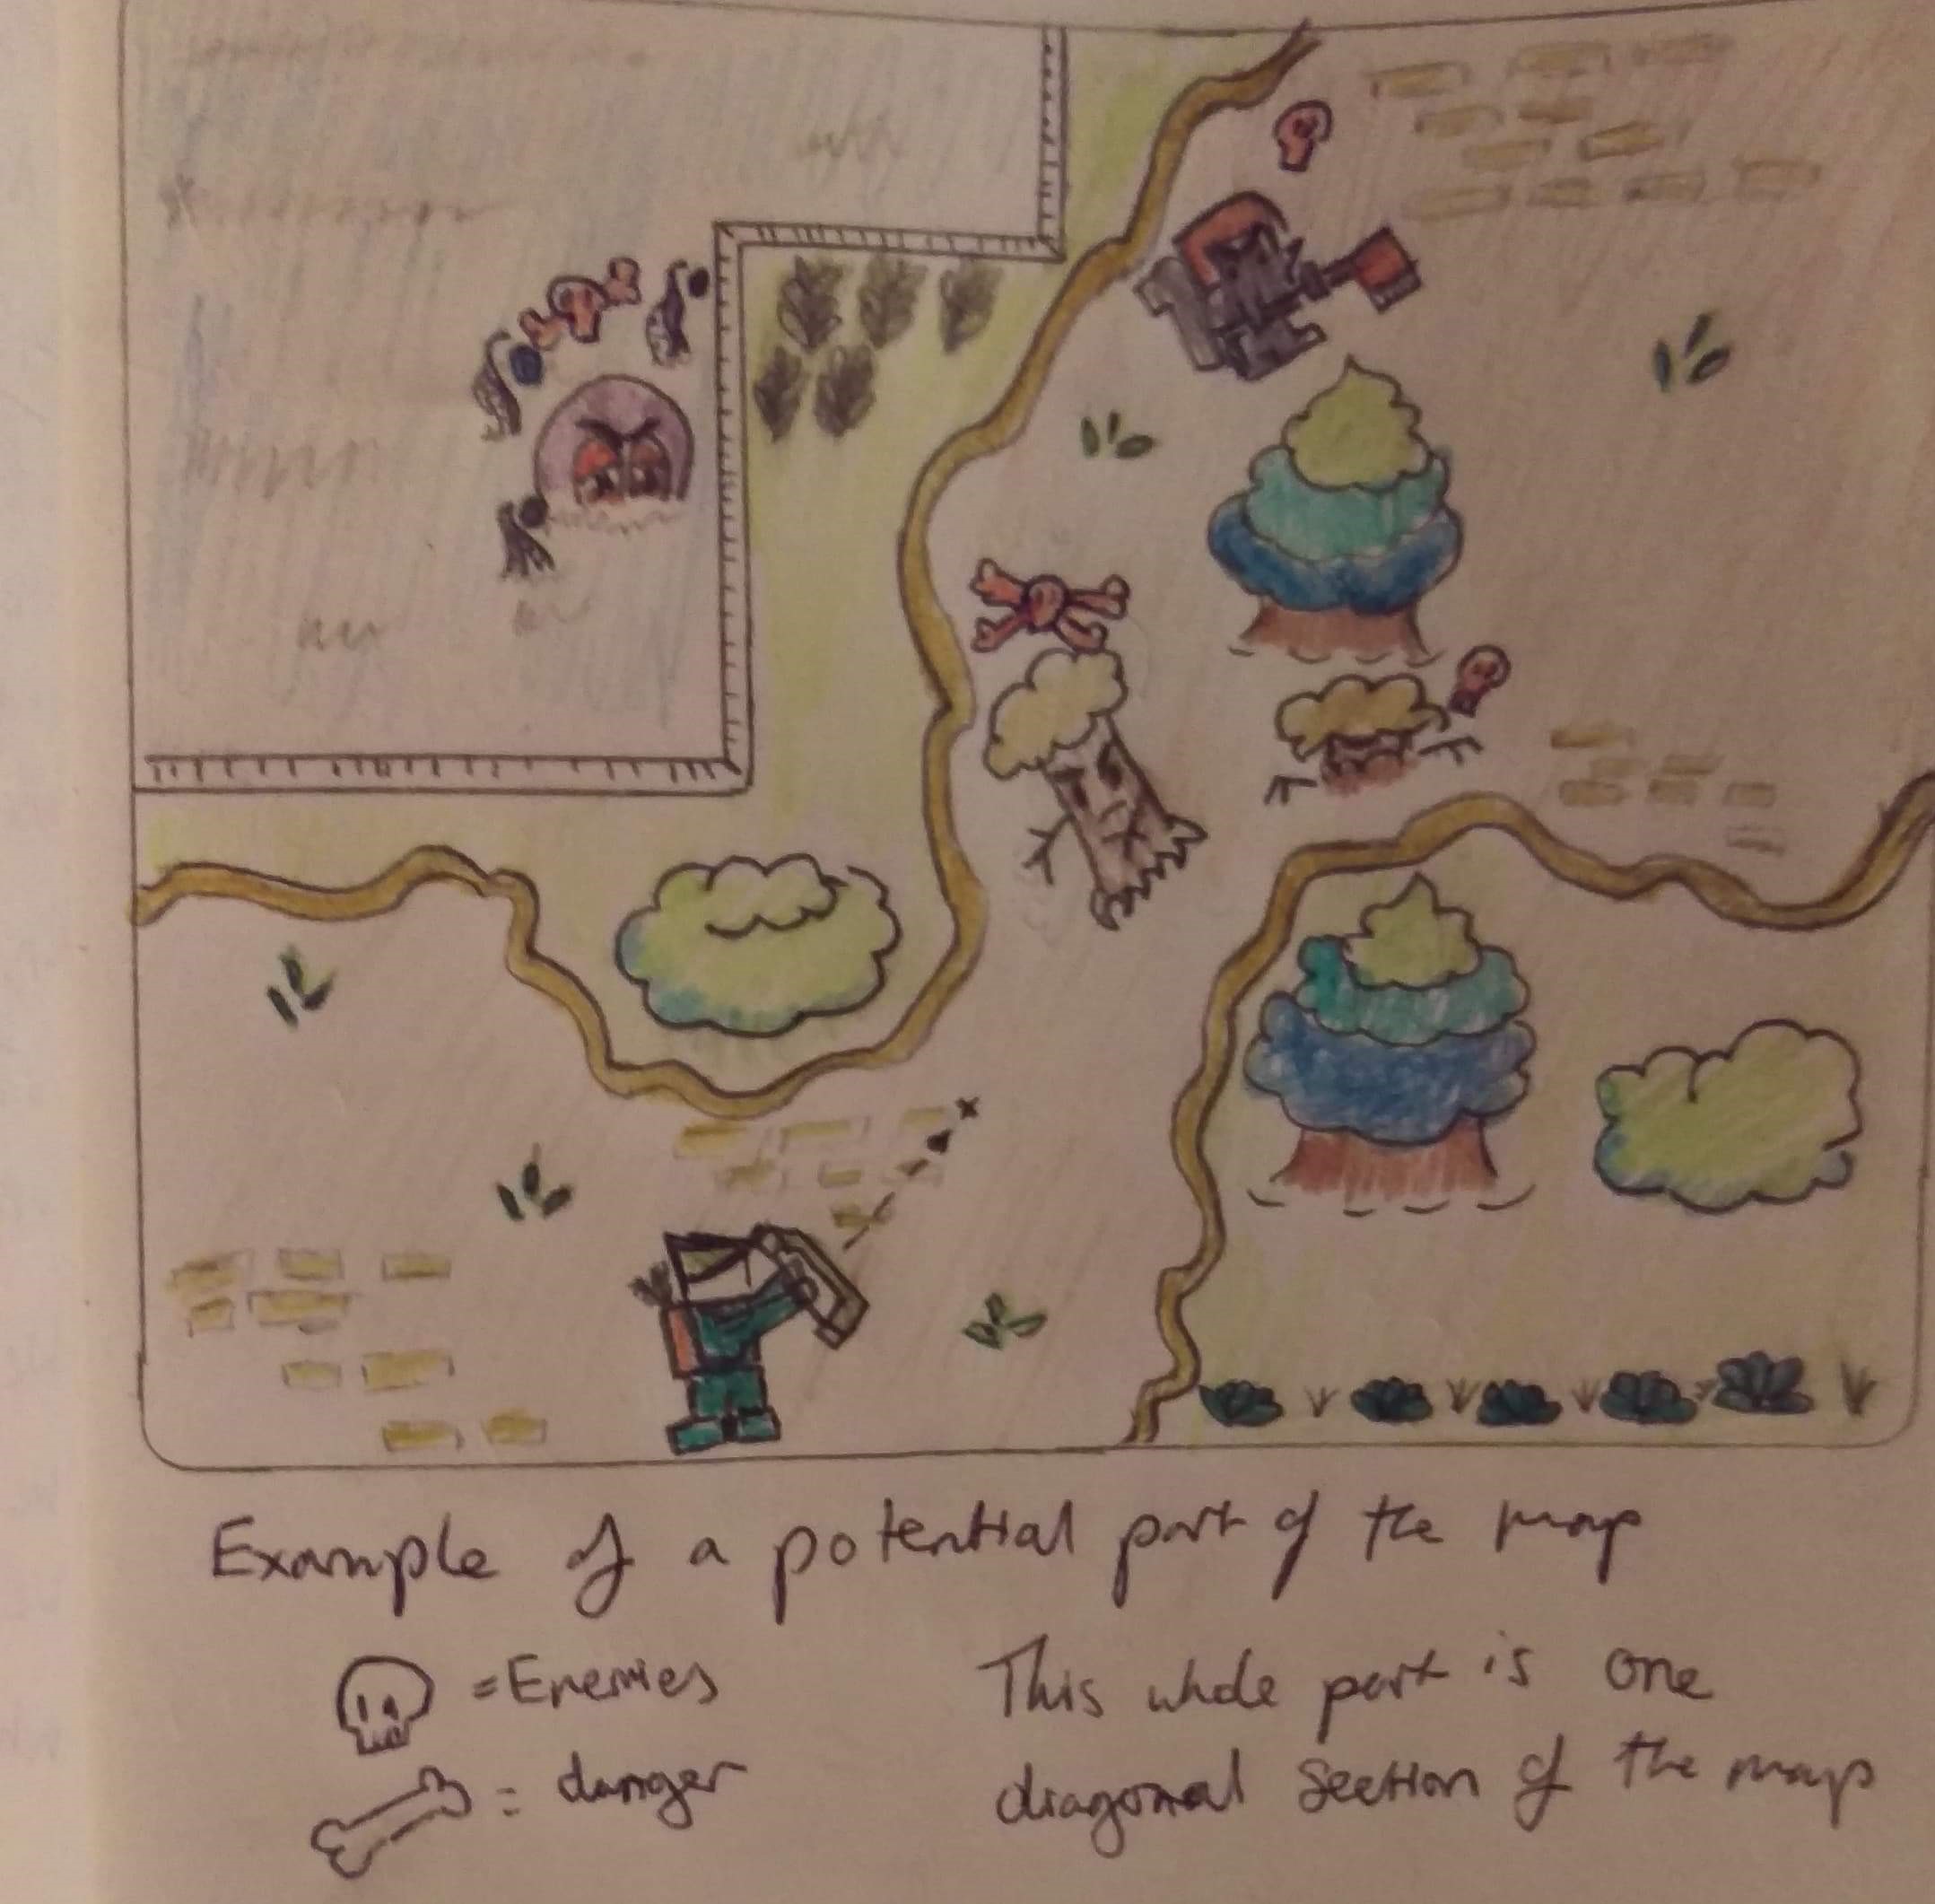 Example of a potential part of the map
= Enemies
= danger
This whole part is one
diagonal section of the map